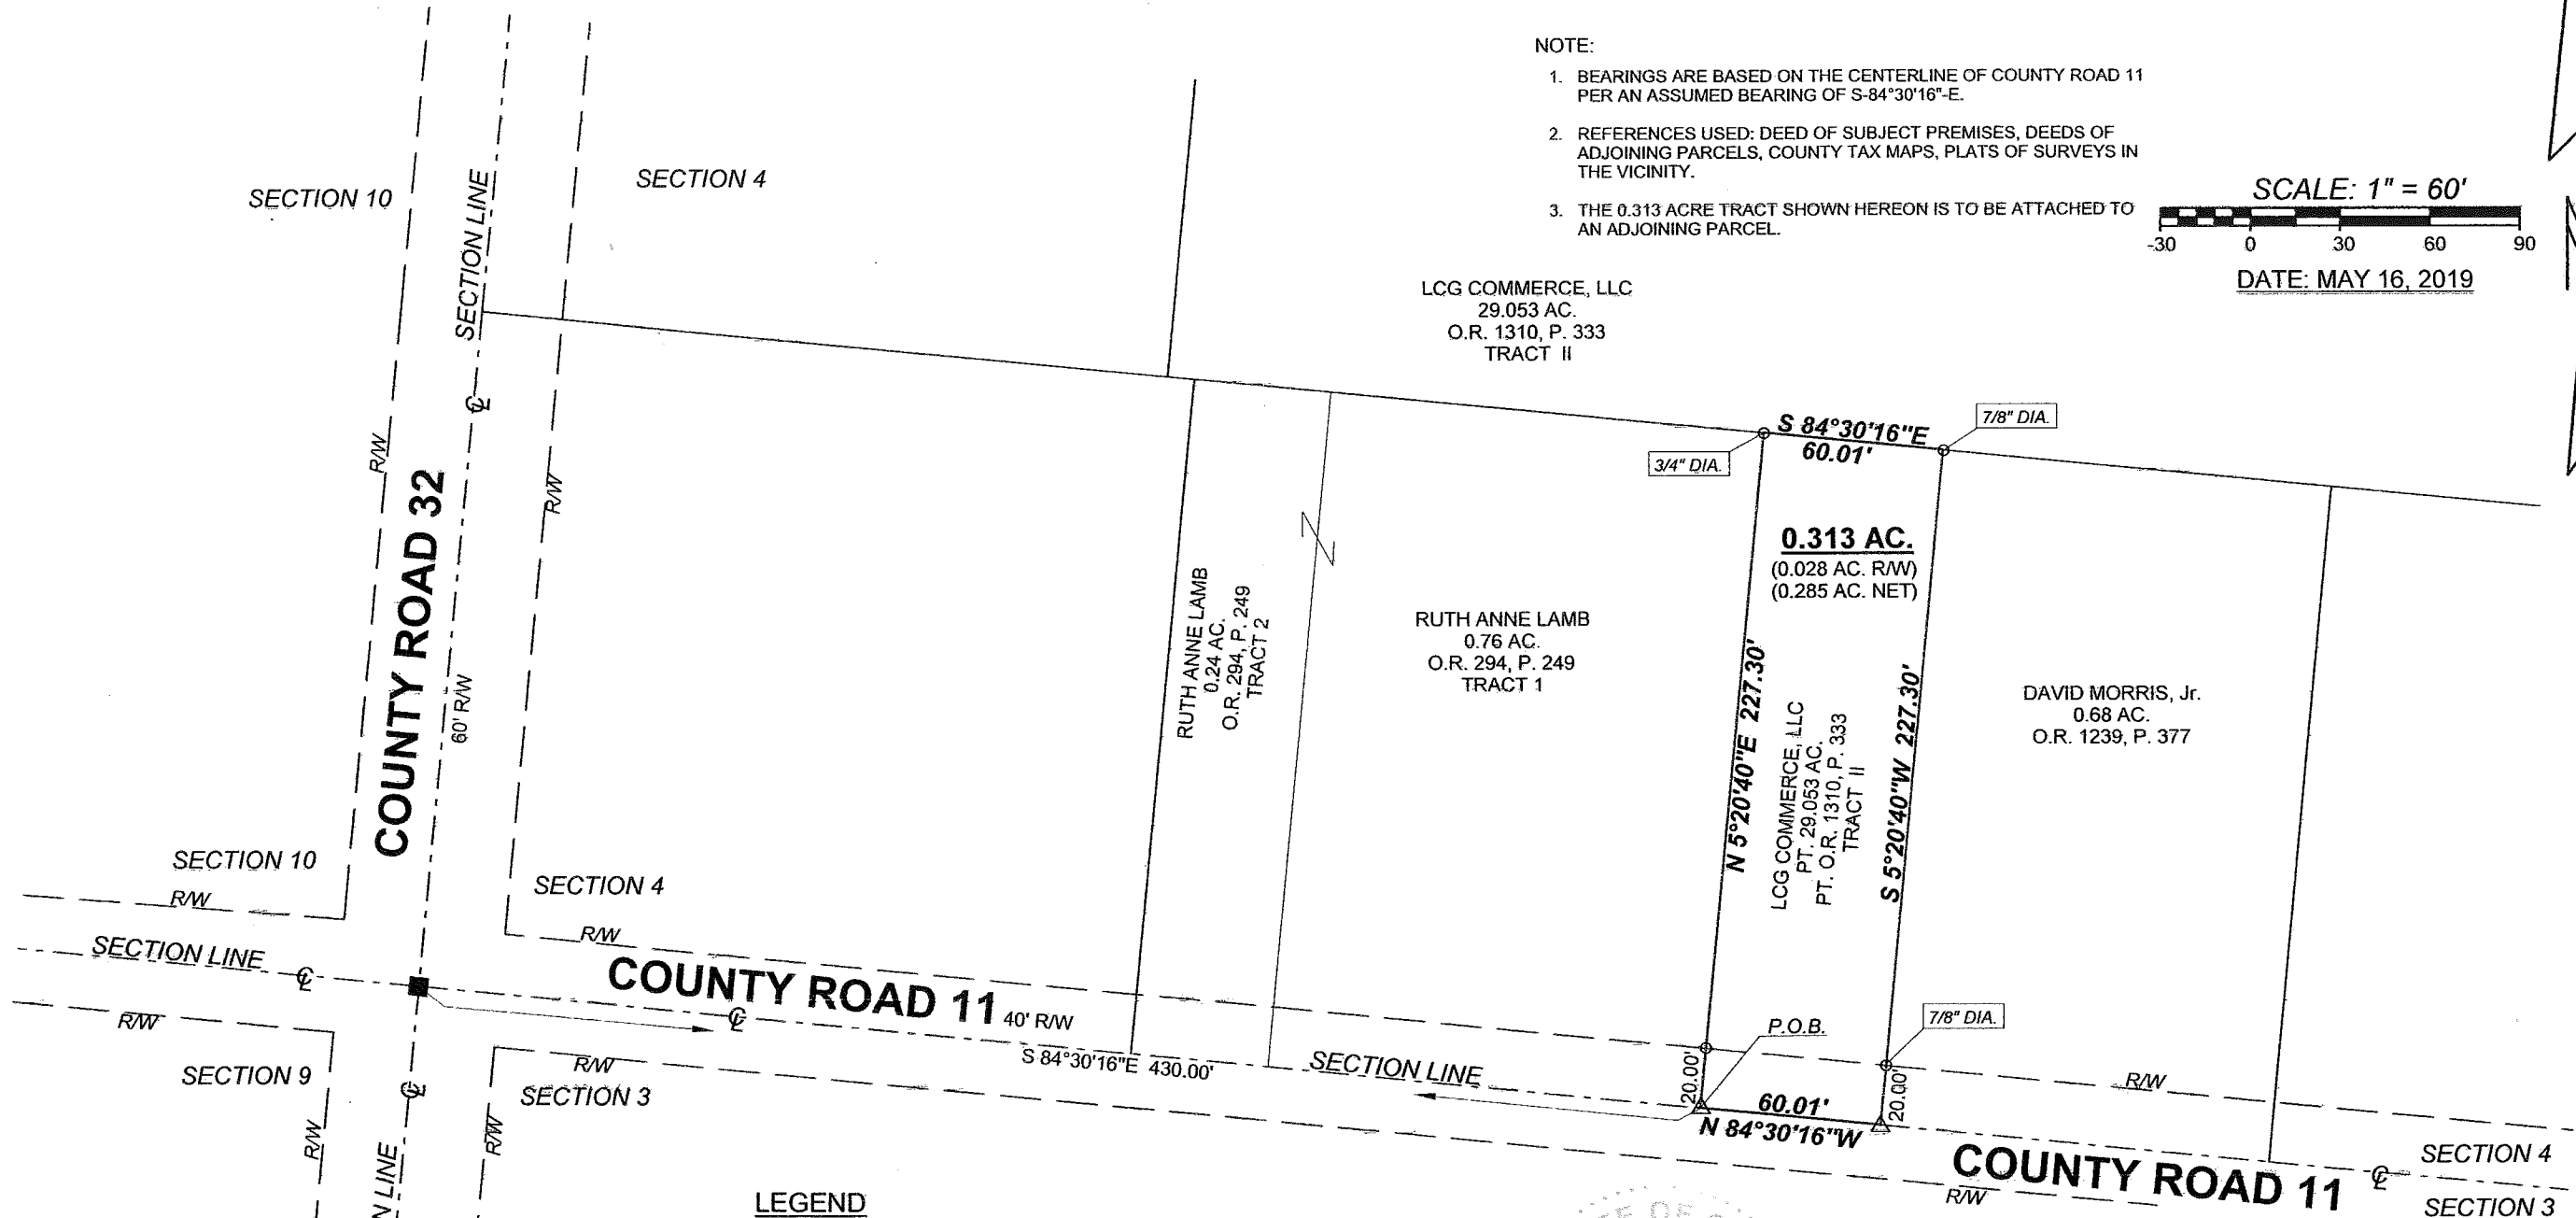 NOTE:
1. BEARINGS ARE BASED ON THE CENTERLINE OF COUNTY ROAD 11
PER AN ASSUMED BEARING OF S-84°30'16"-E.
2. REFERENCES USED: DEED OF SUBJECT PREMISES, DEEDS OF
ADJOINING PARCELS, COUNTY TAX MAPS, PLATS OF SURVEYS IN
THE VICINITY.
3. THE 0.313 ACRE TRACT SHOWN HEREON IS TO BE ATTACHED TO
AN ADJOINING PARCEL.
SCALE: 1" = 60'
-30 0 30 60 90
DATE: MAY 16, 2019
SECTION 10
SECTION LINE
SECTION 4
LCG COMMERCE, LLC
29.053 AC.
O.R. 1310, P. 333
TRACT II
S 84°30'16"E
60.01'
7/8" DIA.
3/4" DIA.
℄
R/W
R/W
COUNTY ROAD 32
60' R/W
RUTH ANNE LAMB
0.24 AC.
O.R. 294, P. 249
TRACT 2
RUTH ANNE LAMB
0.76 AC.
O.R. 294, P. 249
TRACT 1
0.313 AC.
(0.028 AC. R/W)
(0.285 AC. NET)
N 5°20'40"E 227.30'
LCG COMMERCE, LLC
PT. 29.053 AC.
PT. O.R. 1310, P. 333
TRACT II
S 5°20'40"W 227.30'
DAVID MORRIS, Jr.
0.68 AC.
O.R. 1239, P. 377
SECTION 10
R/W
SECTION 4
R/W
SECTION LINE
℄
COUNTY ROAD 11
40' R/W
℄
S 84°30'16"E 430.00'
SECTION LINE
P.O.B.
7/8" DIA.
20.00'
20.00'
60.01'
N 84°30'16"W
R/W
R/W
SECTION 9
℄
R/W
SECTION 3
R/W
R/W
N LINE
COUNTY ROAD 11
℄
R/W
SECTION 4
SECTION 3
LEGEND